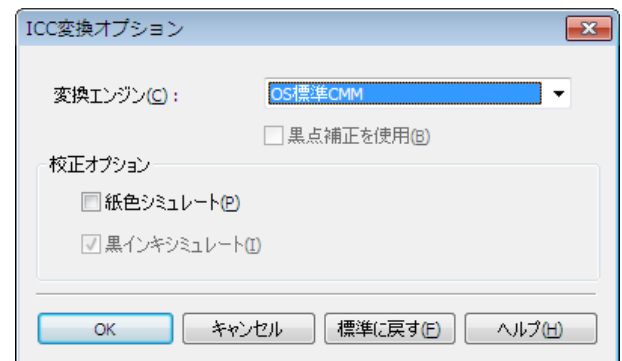 ICC変換オプション
変換エンジン(C)： OS標準CMM
黒点補正を使用(B)
校正オプション
紙色シミュレート(P)
黒インキシミュレート(I)
OK キャンセル 標準に戻す(F) ヘルプ(H)